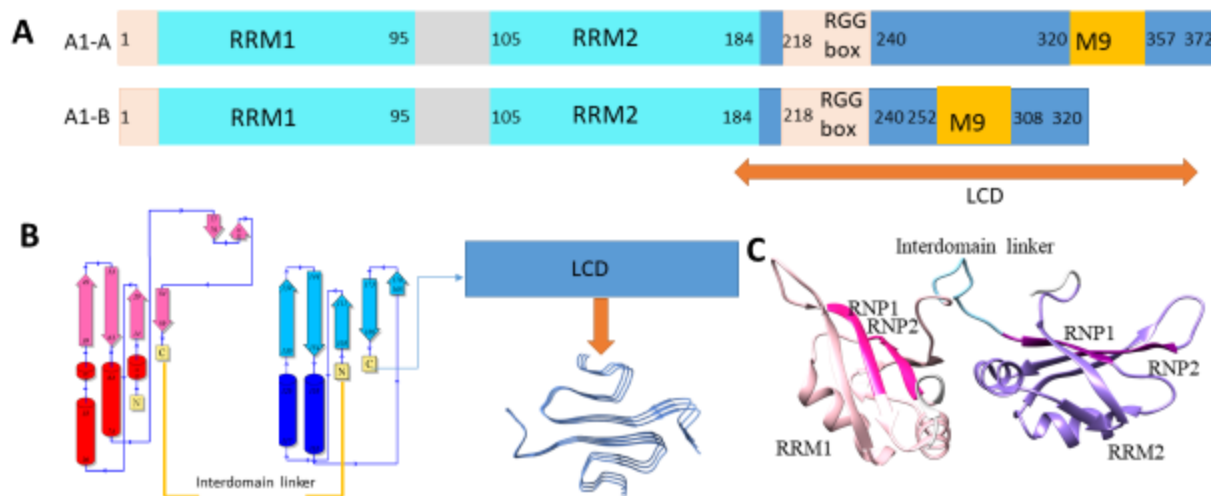 A
A1-A 1 RRM1 95 105 RRM2 184 218 RGG box 240 320 M9 357 372
A1-B 1 RRM1 95 105 RRM2 184 218 RGG box 240 252 M9 308 320
LCD
B
LCD
C
N
N
C
Interdomain linker
C
Interdomain linker
RNP1
RNP2
RRM1
RNP1
RNP2
RRM2